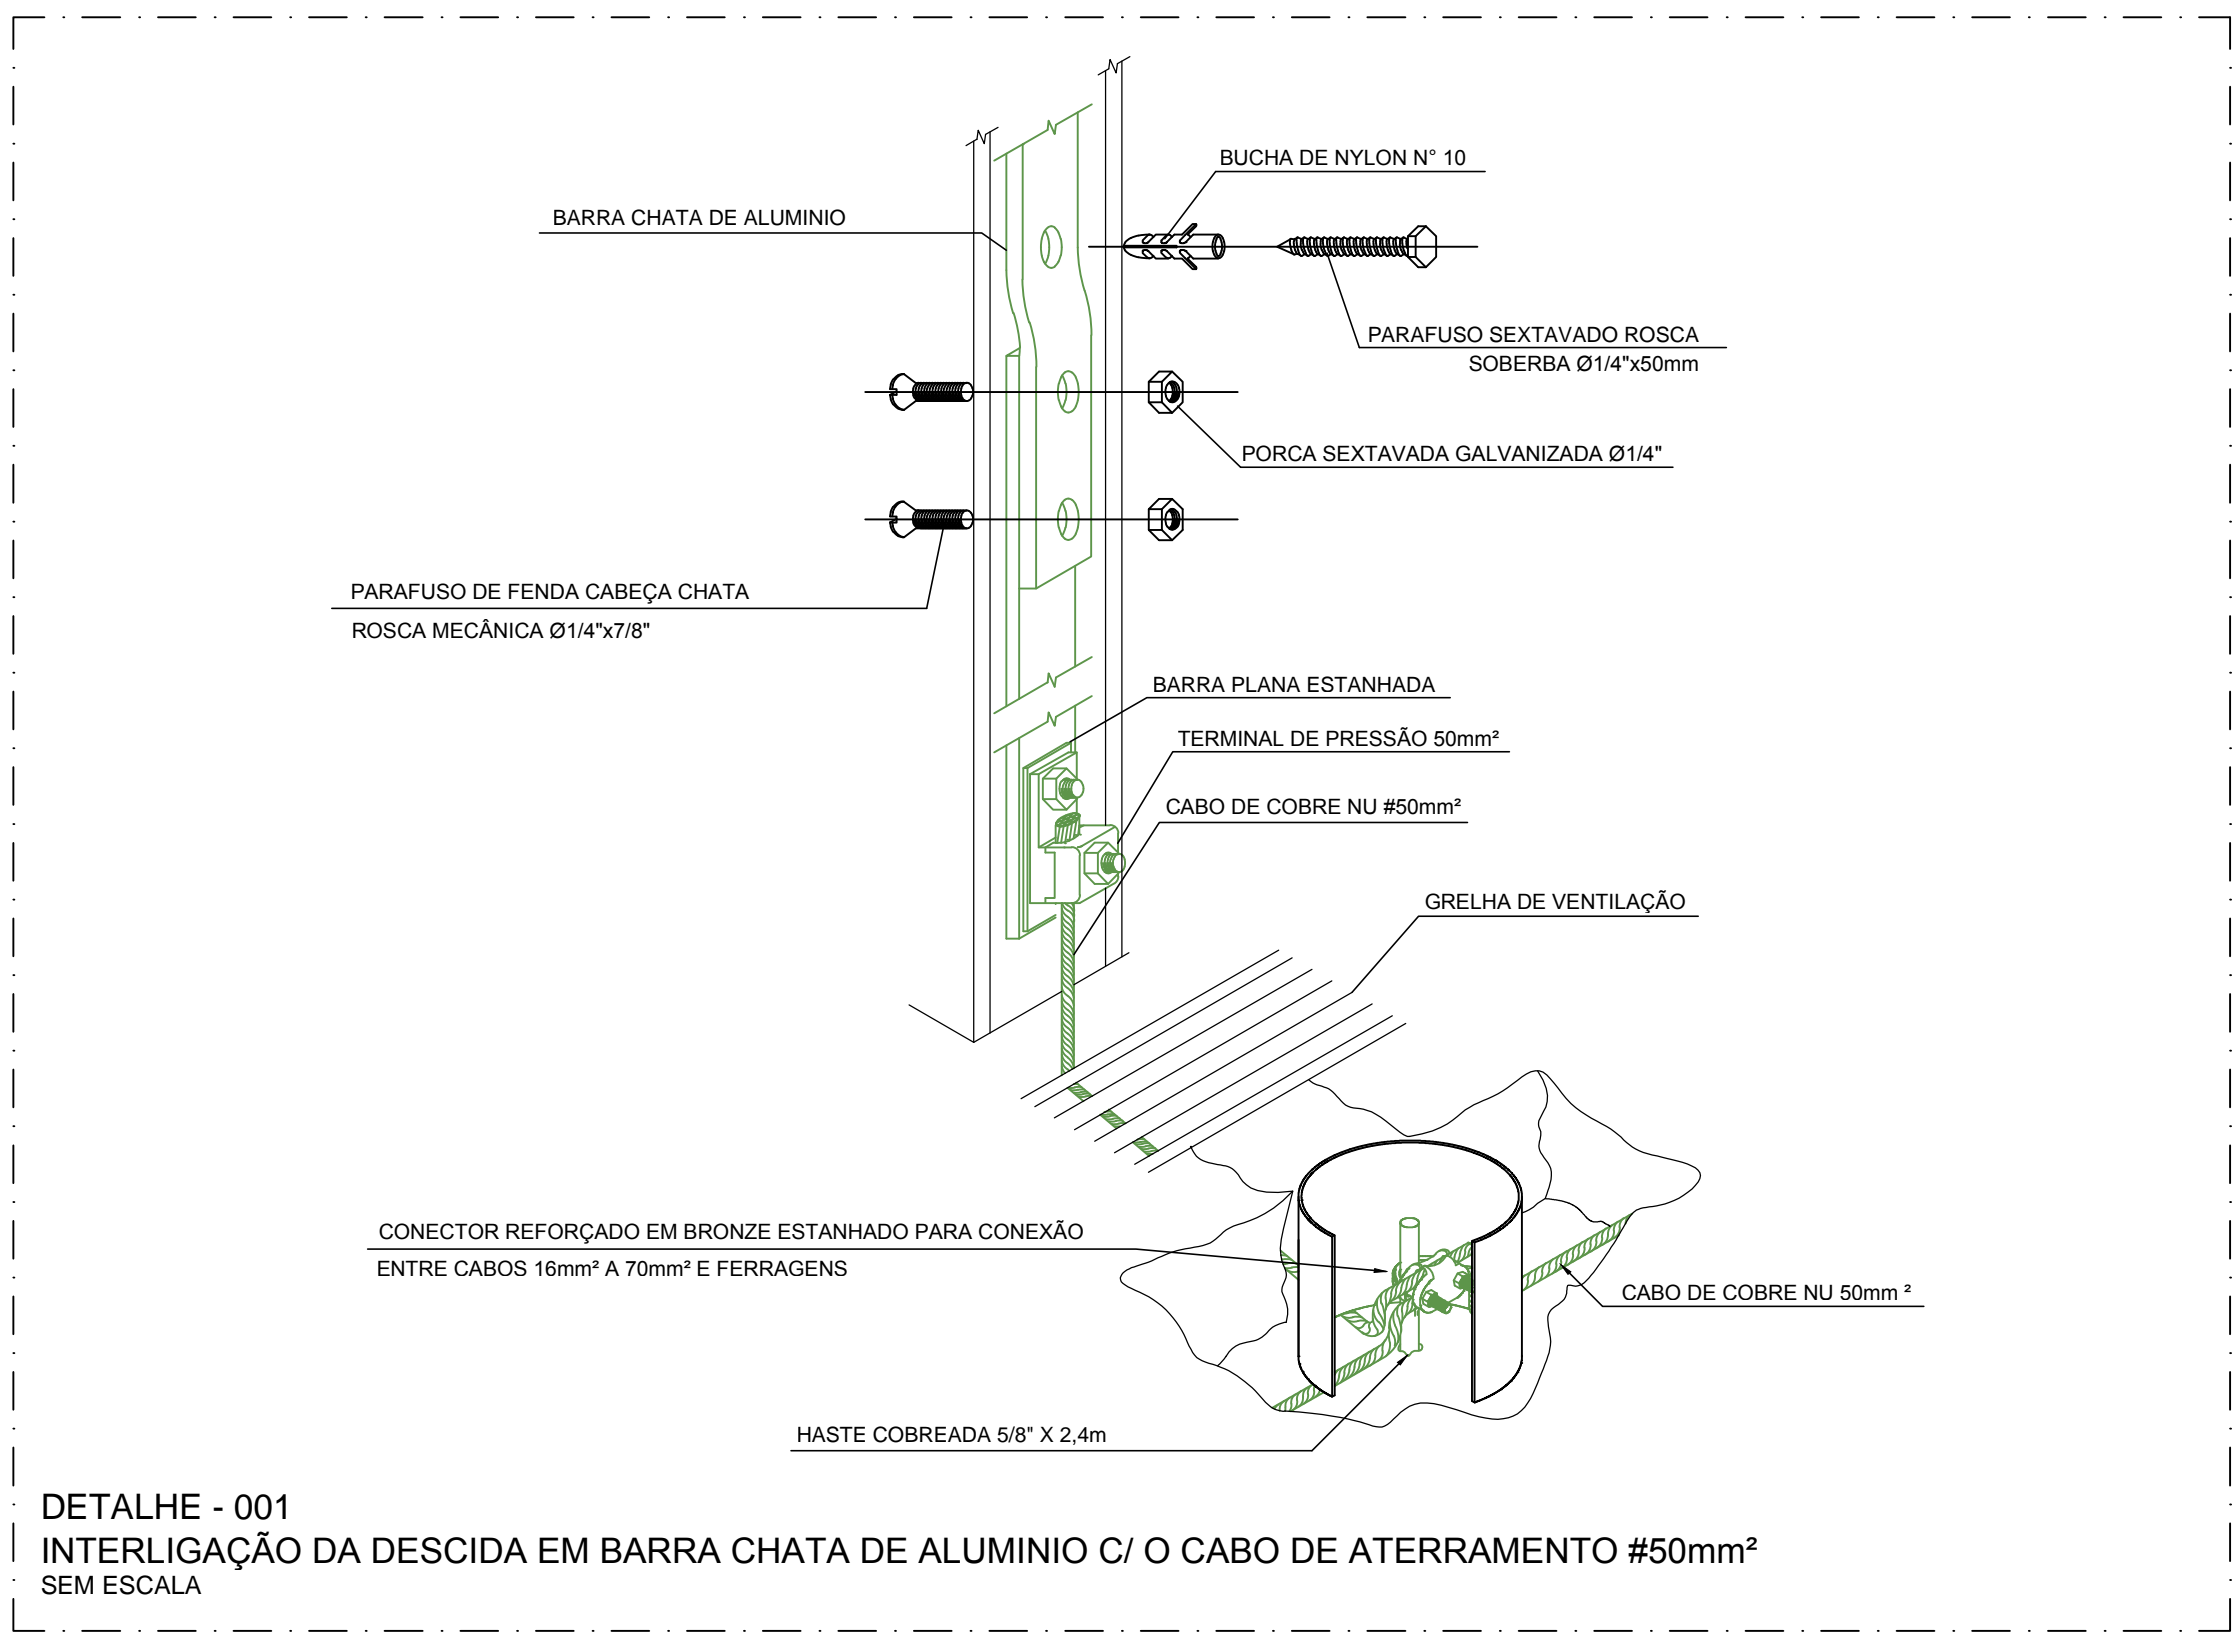 BUCHA DE NYLON N° 10
BARRA CHATA DE ALUMINIO
PARAFUSO SEXTAVADO ROSCA
SOBERBA Ø1/4"x50mm
PORCA SEXTAVADA GALVANIZADA Ø1/4"
PARAFUSO DE FENDA CABEÇA CHATA
ROSCA MECÂNICA Ø1/4"x7/8"
BARRA PLANA ESTANHADA
TERMINAL DE PRESSÃO 50mm²
CABO DE COBRE NU #50mm²
GRELHA DE VENTILAÇÃO
CONECTOR REFORÇADO EM BRONZE ESTANHADO PARA CONEXÃO
ENTRE CABOS 16mm² A 70mm² E FERRAGENS
CABO DE COBRE NU 50mm ²
HASTE COBREADA 5/8" X 2,4m
DETALHE - 001
INTERLIGAÇÃO DA DESCIDA EM BARRA CHATA DE ALUMINIO C/ O CABO DE ATERRAMENTO #50mm²
SEM ESCALA